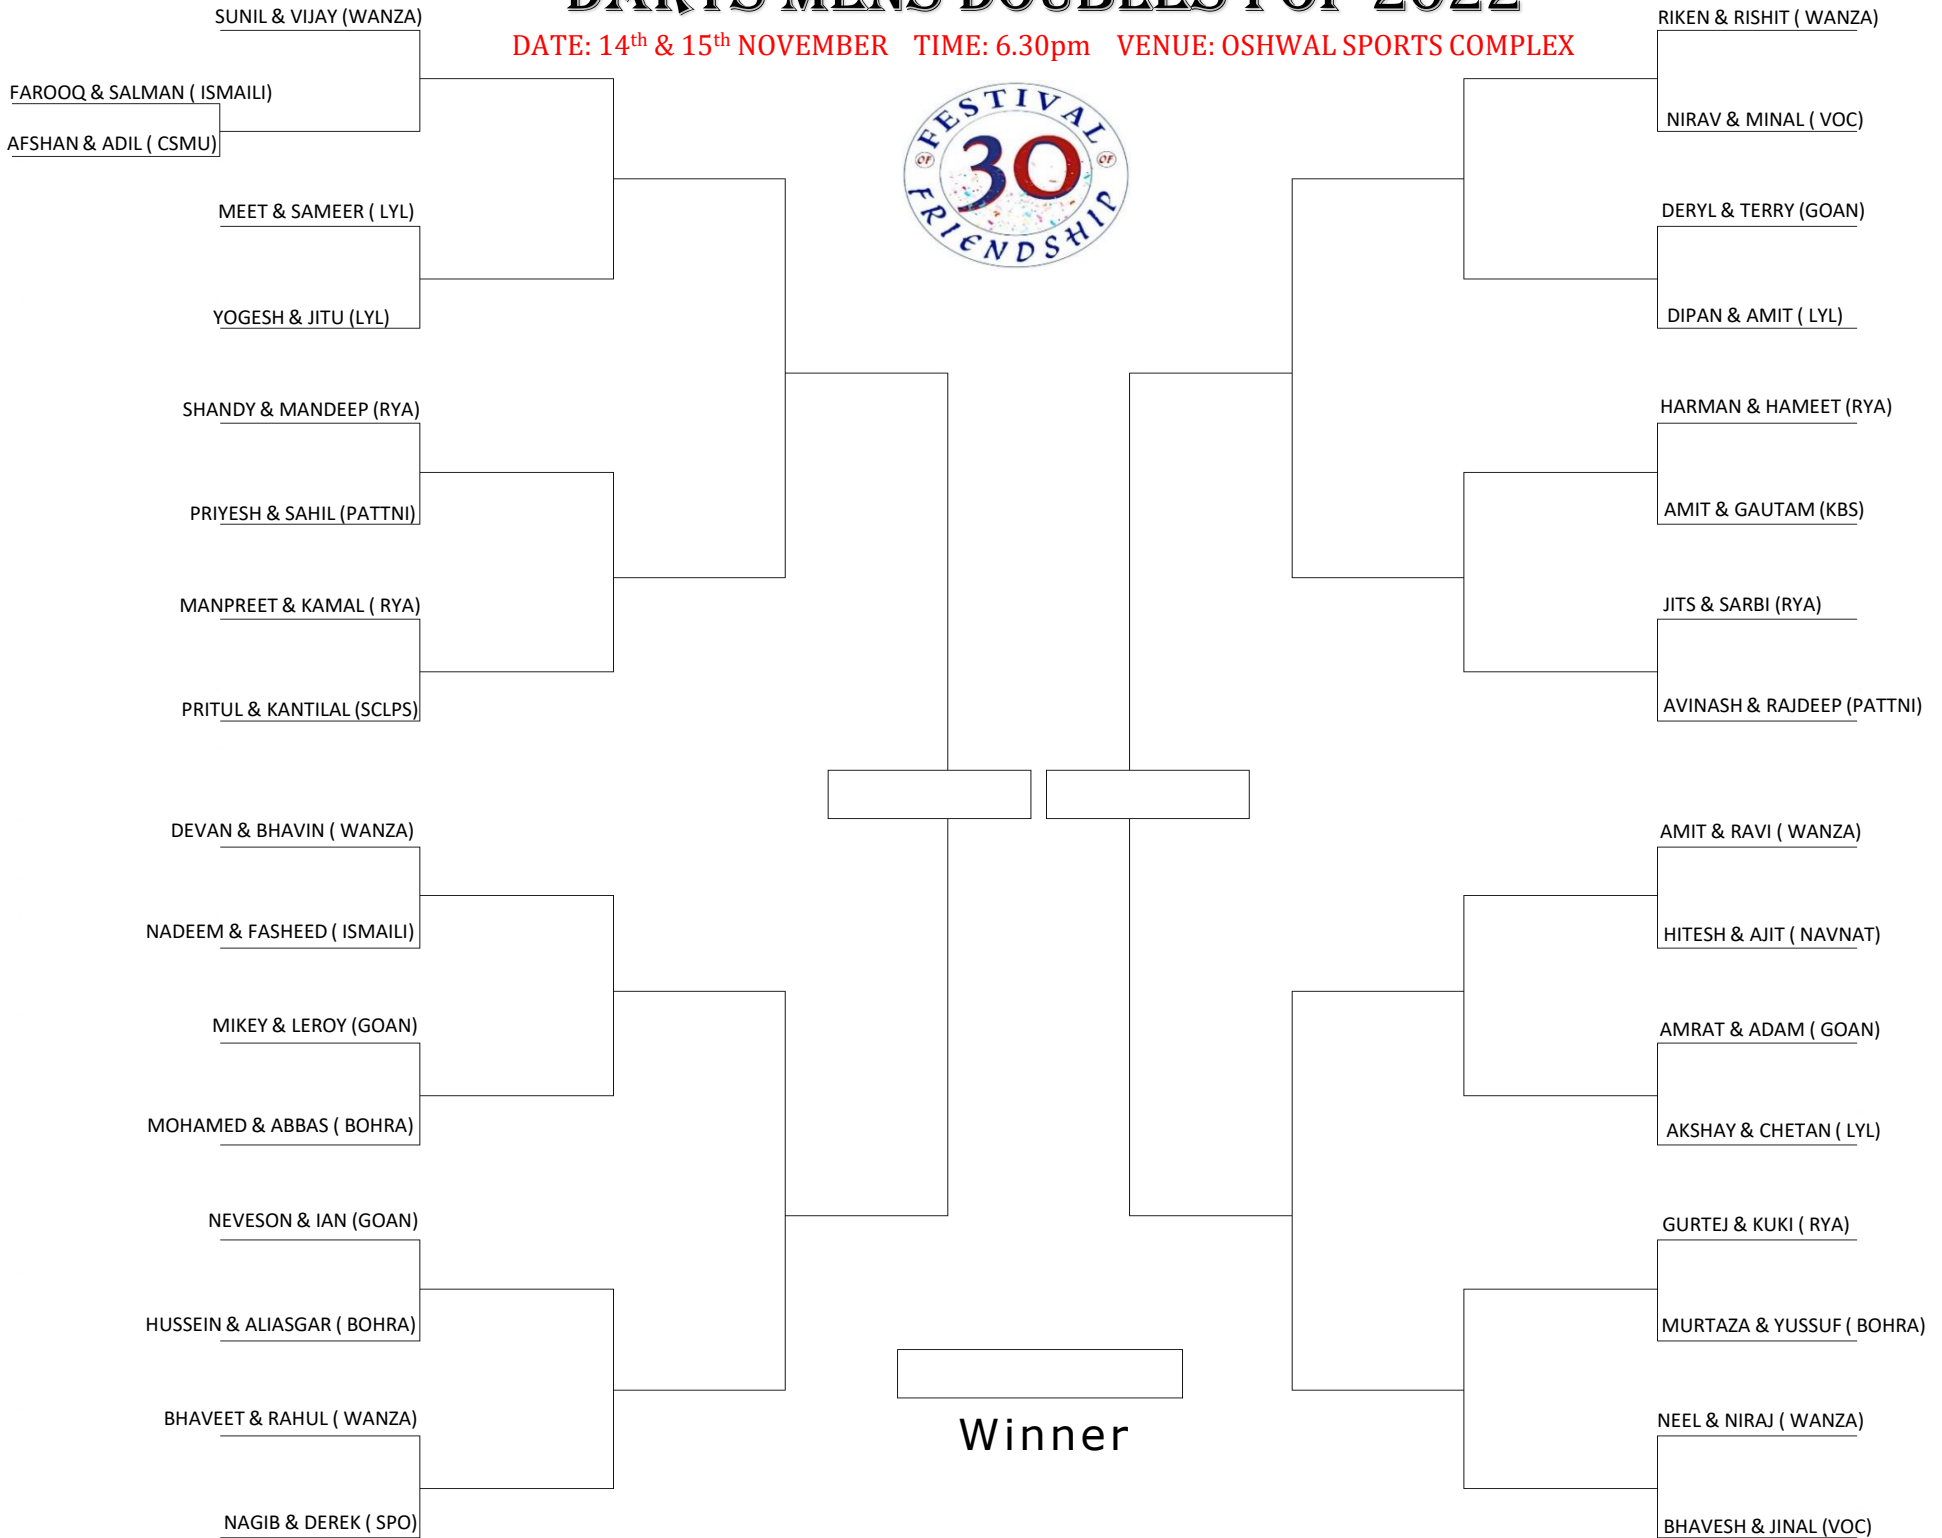 DARTS MENS DOUBLES FOF 2022
DATE: 14th & 15th NOVEMBER TIME: 6.30pm VENUE: OSHWAL SPORTS COMPLEX
FESTIVAL
OF 30 OF
FRIENDSHIP
SUNIL & VIJAY (WANZA)
FAROOQ & SALMAN ( ISMAILI)
AFSHAN & ADIL ( CSMU)
MEET & SAMEER ( LYL)
YOGESH & JITU (LYL)
SHANDY & MANDEEP (RYA)
PRIYESH & SAHIL (PATTNI)
MANPREET & KAMAL ( RYA)
PRITUL & KANTILAL (SCLPS)
DEVAN & BHAVIN ( WANZA)
NADEEM & FASHEED ( ISMAILI)
MIKEY & LEROY (GOAN)
MOHAMED & ABBAS ( BOHRA)
NEVESON & IAN (GOAN)
HUSSEIN & ALIASGAR ( BOHRA)
BHAVEET & RAHUL ( WANZA)
NAGIB & DEREK ( SPO)
RIKEN & RISHIT ( WANZA)
NIRAV & MINAL ( VOC)
DERYL & TERRY (GOAN)
DIPAN & AMIT ( LYL)
HARMAN & HAMEET (RYA)
AMIT & GAUTAM (KBS)
JITS & SARBI (RYA)
AVINASH & RAJDEEP (PATTNI)
AMIT & RAVI ( WANZA)
HITESH & AJIT ( NAVNAT)
AMRAT & ADAM ( GOAN)
AKSHAY & CHETAN ( LYL)
GURTEJ & KUKI ( RYA)
MURTAZA & YUSSUF ( BOHRA)
NEEL & NIRAJ ( WANZA)
BHAVESH & JINAL (VOC)
Winner